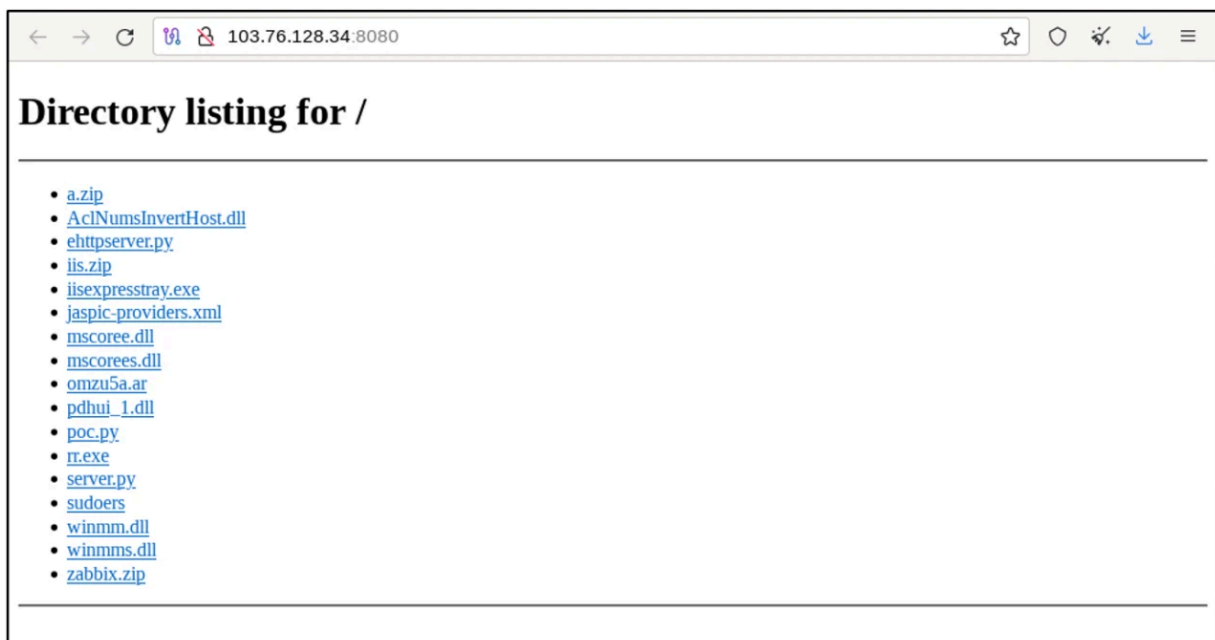 103.76.128.34:8080
Directory listing for /
a.zip
AclNumsInvertHost.dll
ehttpserver.py
iis.zip
iisexpresstray.exe
jaspic-providers.xml
mscoree.dll
mscorees.dll
omzu5a.ar
pdhui_1.dll
poc.py
rr.exe
server.py
sudoers
winmm.dll
winmms.dll
zabbix.zip